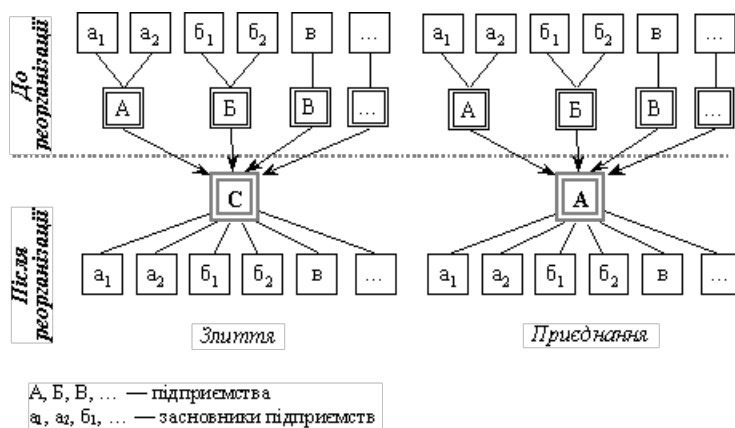 До реорганізації
а1 а2 б1 б2 в ... а1 а2 б1 б2 в ...
А Б В ... А Б В ...
С А
Після реорганізації
а1 а2 б1 б2 в ... а1 а2 б1 б2 в ...
Злиття Приєднання
А, Б, В, ... — підприємства
а1, а2, б1, ... — засновники підприємств